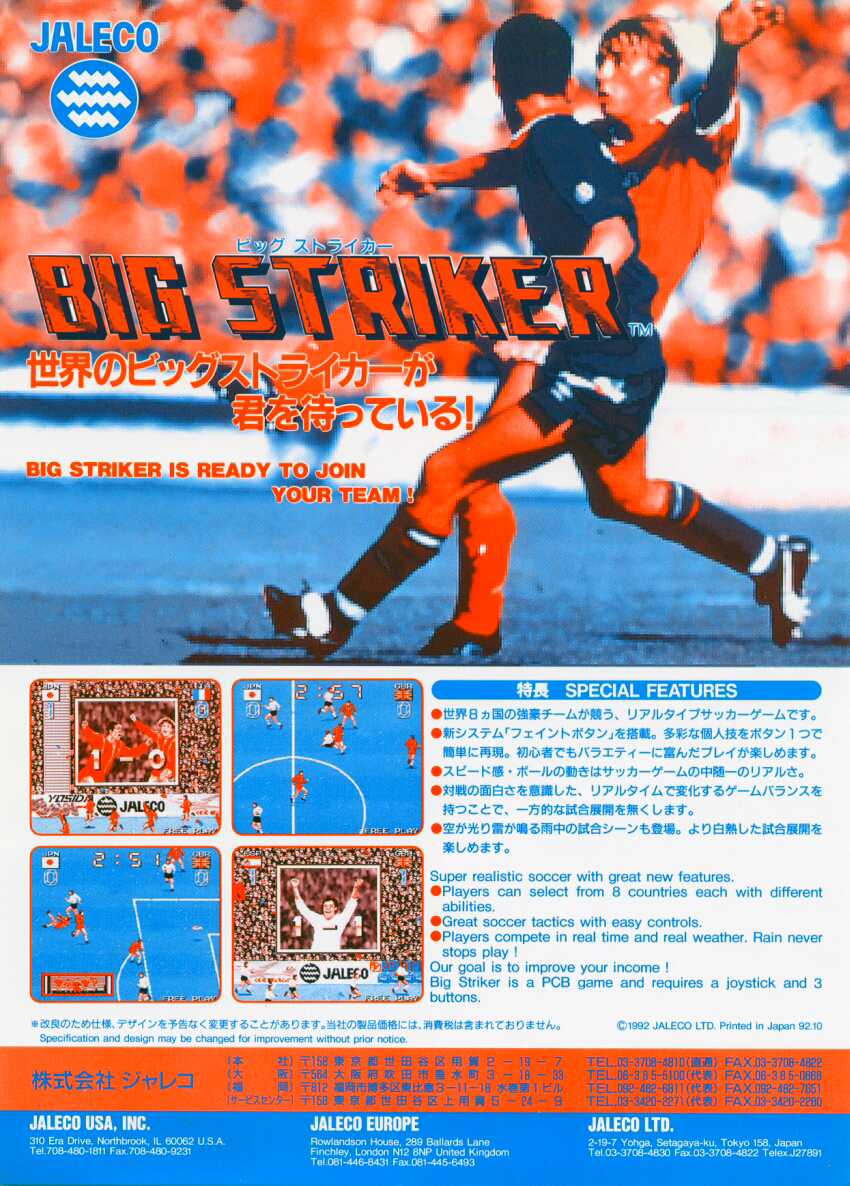 JALECO
ビッグ ストライカー
BIG STRIKER TM
世界のビッグストライカーが
君を待っている!
BIG STRIKER IS READY TO JOIN
YOUR TEAM !
JPN
1
0
1-0
YOSIDA
JALECO
FREE PLAY
JPN
2:57
GBR
0
0
FREE PLAY
JPN
2:51
GBR
0
0
FREE PLAY
ESP
1
1
1 1
JALECO
FREE PLAY
特長 SPECIAL FEATURES
●世界8ヵ国の強豪チームが競う、リアルタイプサッカーゲームです。
●新システム「フェイントボタン」を搭載。多彩な個人技をボタン1つで
簡単に再現。初心者でもバラエティーに富んだプレイが楽しめます。
●スピード感・ボールの動きはサッカーゲームの中随一のリアルさ。
●対戦の面白さを意識した、リアルタイムで変化するゲームバランスを
持つことで、一方的な試合展開を無くします。
●空が光り雷が鳴る雨中の試合シーンも登場。より白熱した試合展開を
楽しめます。
Super realistic soccer with great new features.
●Players can select from 8 countries each with different
abilities.
●Great soccer tactics with easy controls.
●Players compete in real time and real weather. Rain never
stops play !
Our goal is to improve your income !
Big Striker is a PCB game and requires a joystick and 3
buttons.
※改良のため仕様、デザインを予告なく変更することがあります。当社の製品価格には、消費税は含まれておりません。
Specification and design may be changed for improvement without prior notice.
©1992 JALECO LTD. Printed in Japan 92.10
株式会社 ジャレコ
(本 社) 〒158 東京都世田谷区用賀2-19-7 TEL.03-3708-4810(直通) FAX.03-3708-4822
(大 阪) 〒564 大阪府吹田市垂水町3-18-33 TEL.06-385-5100(代表) FAX.06-385-0868
(福 岡) 〒812 福岡市博多区東比恵3-11-18 水巻第1ビル TEL.092-482-6811(代表) FAX.092-482-7651
(サービスセンター) 〒158 東京都世田谷区上用賀5-24-9 TEL.03-3420-2271(代表) FAX.03-3420-2280
JALECO USA, INC.
310 Era Drive, Northbrook, IL 60062 U.S.A.
Tel.708-480-1811 Fax.708-480-9231
JALECO EUROPE
Rowlandson House, 289 Ballards Lane
Finchley, London N12 8NP United Kingdom
Tel.081-446-8431 Fax.081-445-6493
JALECO LTD.
2-19-7 Yohga, Setagaya-ku, Tokyo 158, Japan
Tel.03-3708-4830 Fax.03-3708-4822 Telex.J27891